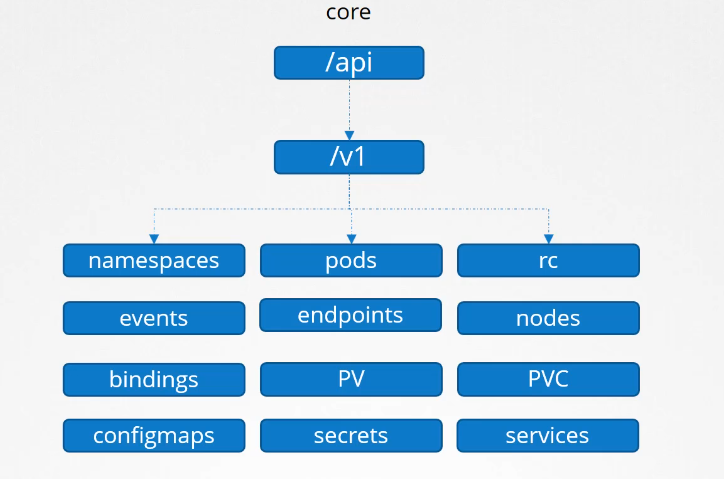 core
/api
/v1
namespaces
pods
rc
events
endpoints
nodes
bindings
PV
PVC
configmaps
secrets
services